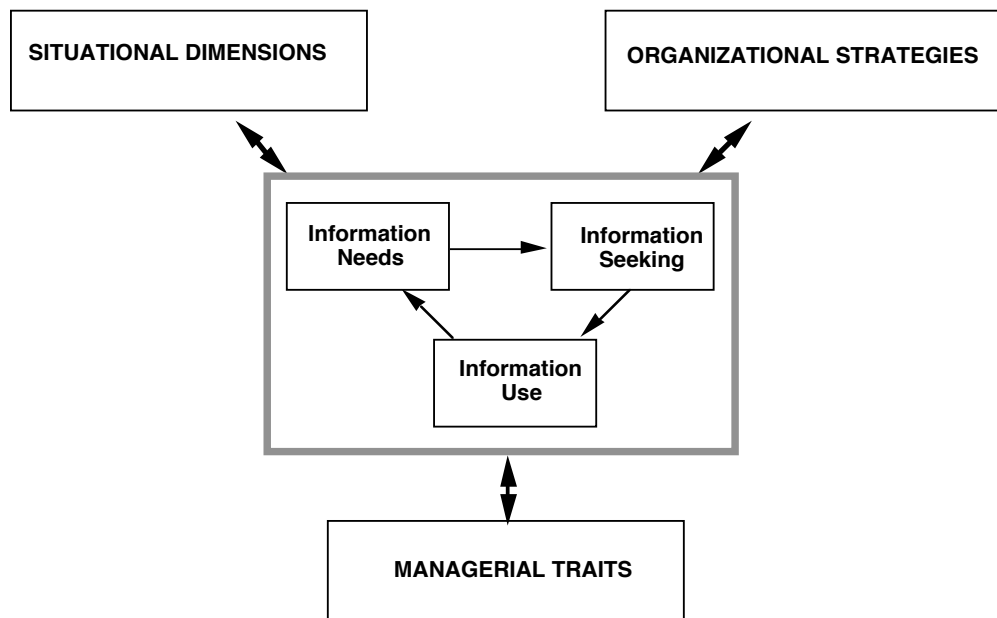 SITUATIONAL DIMENSIONS
ORGANIZATIONAL STRATEGIES
Information
Needs
Information
Seeking
Information
Use
MANAGERIAL TRAITS